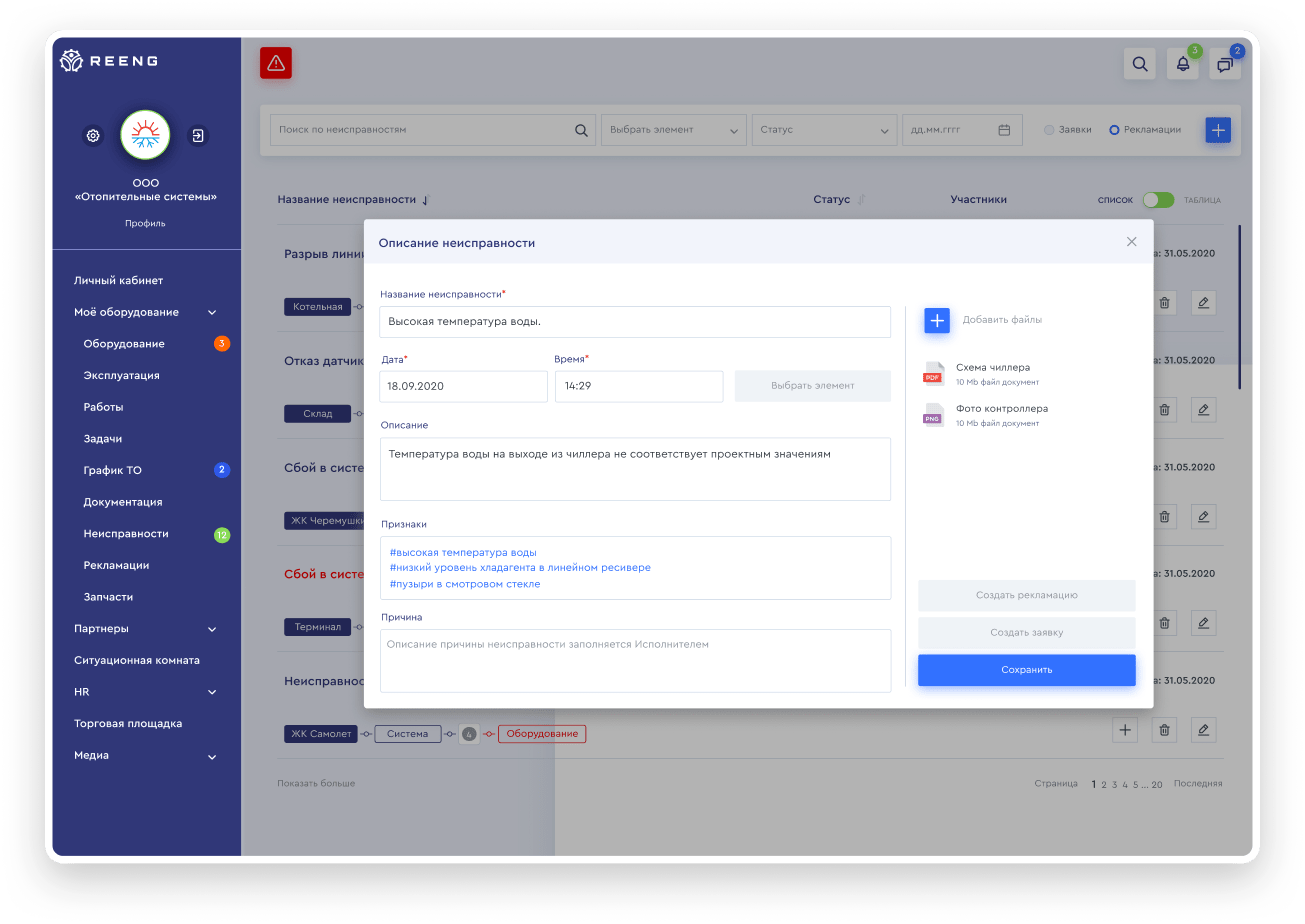 REENG
3
2
ООО
«Отопительные системы»
Профиль
Личный кабинет
Моё оборудование
Оборудование 3
Эксплуатация
Работы
Задачи
График ТО 2
Документация
Неисправности 12
Рекламации
Запчасти
Партнеры
Ситуационная комната
HR
Торговая площадка
Медиа
Поиск по неисправностям
Выбрать элемент
Статус
дд.мм.гггг
Заявки
Рекламации
Название неисправности
Статус
Участники
СПИСОК
ТАБЛИЦА
Разрыв лини
а: 31.05.2020
Котельная
Отказ датчик
а: 31.05.2020
Склад
Сбой в систе
а: 31.05.2020
ЖК Черемушки
Сбой в систе
а: 31.05.2020
Терминал
Неисправнос
а: 31.05.2020
ЖК Самолет
Система
4
Оборудование
Показать больше
Страница 1 2 3 4 5 ... 20 Последняя
Описание неисправности
Название неисправности*
Высокая температура воды.
Дата*
Время*
18.09.2020
14:29
Выбрать элемент
Описание
Температура воды на выходе из чиллера не соответствует проектным значениям
Признаки
#высокая температура воды
#низкий уровень хладагента в линейном ресивере
#пузыри в смотровом стекле
Причина
Описание причины неисправности заполняется Исполнителем
Добавить файлы
PDF
Схема чиллера
10 Mb файл документ
PNG
Фото контроллера
10 Mb файл документ
Создать рекламацию
Создать заявку
Сохранить